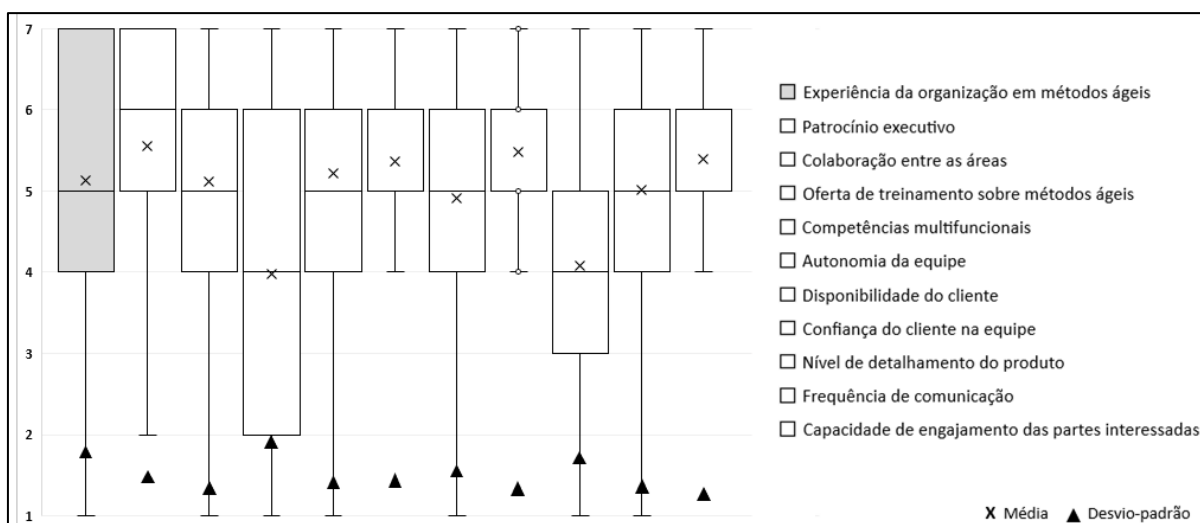 7
6
5
4
3
2
1
Experiência da organização em métodos ágeis
Patrocínio executivo
Colaboração entre as áreas
Oferta de treinamento sobre métodos ágeis
Competências multifuncionais
Autonomia da equipe
Disponibilidade do cliente
Confiança do cliente na equipe
Nível de detalhamento do produto
Frequência de comunicação
Capacidade de engajamento das partes interessadas
X Média ▲ Desvio-padrão